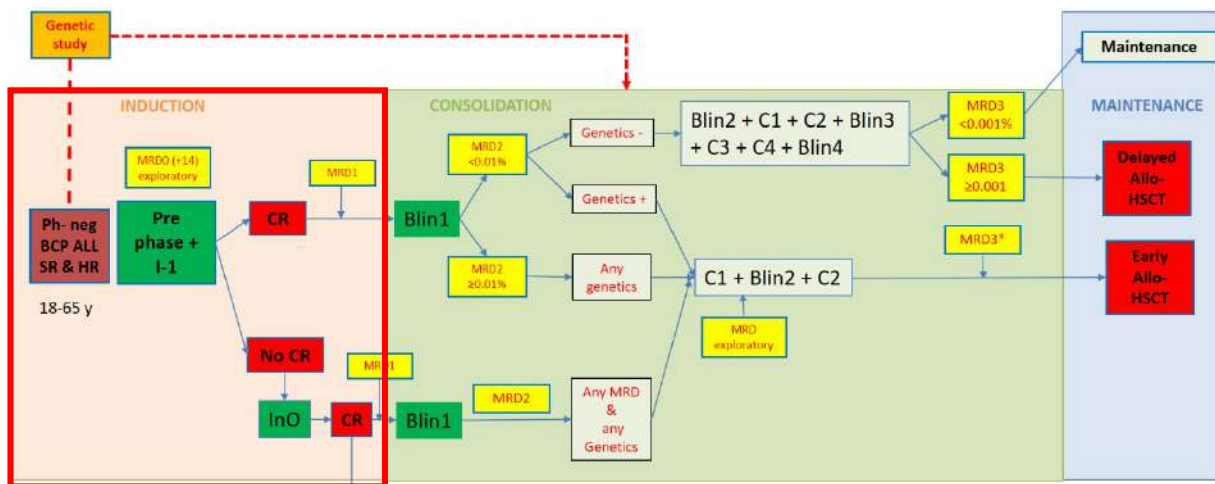 Genetic
study
INDUCTION
CONSOLIDATION
MAINTENANCE
MRD0 (+14)
exploratory
Ph- neg
BCP ALL
SR & HR
18-65 y
Pre
phase +
I-1
CR
MRD1
No CR
InO
CR
MRD1
Blin1
MRD2
<0.01%
MRD2
≥0.01%
Genetics -
Genetics +
Any
genetics
Blin1
MRD2
Any MRD
&
any
Genetics
Blin2 + C1 + C2 + Blin3
+ C3 + C4 + Blin4
C1 + Blin2 + C2
MRD
exploratory
MRD3
<0.001%
MRD3
≥0.001
MRD3*
Maintenance
Delayed
Allo-
HSCT
Early
Allo-
HSCT